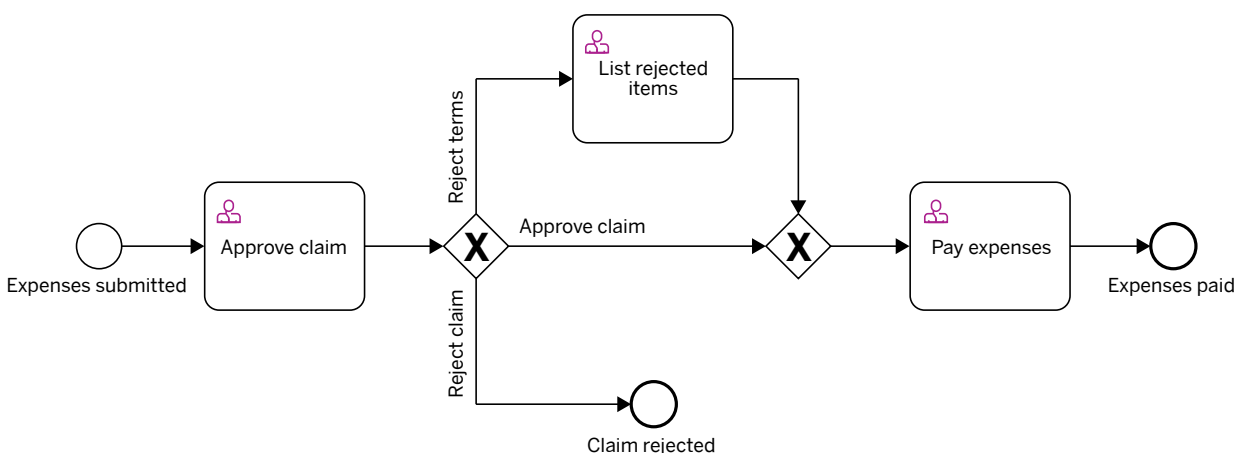 List rejected
items
Reject terms
Approve claim
Approve claim
X
X
Pay expenses
Expenses submitted
Expenses paid
Reject claim
Claim rejected